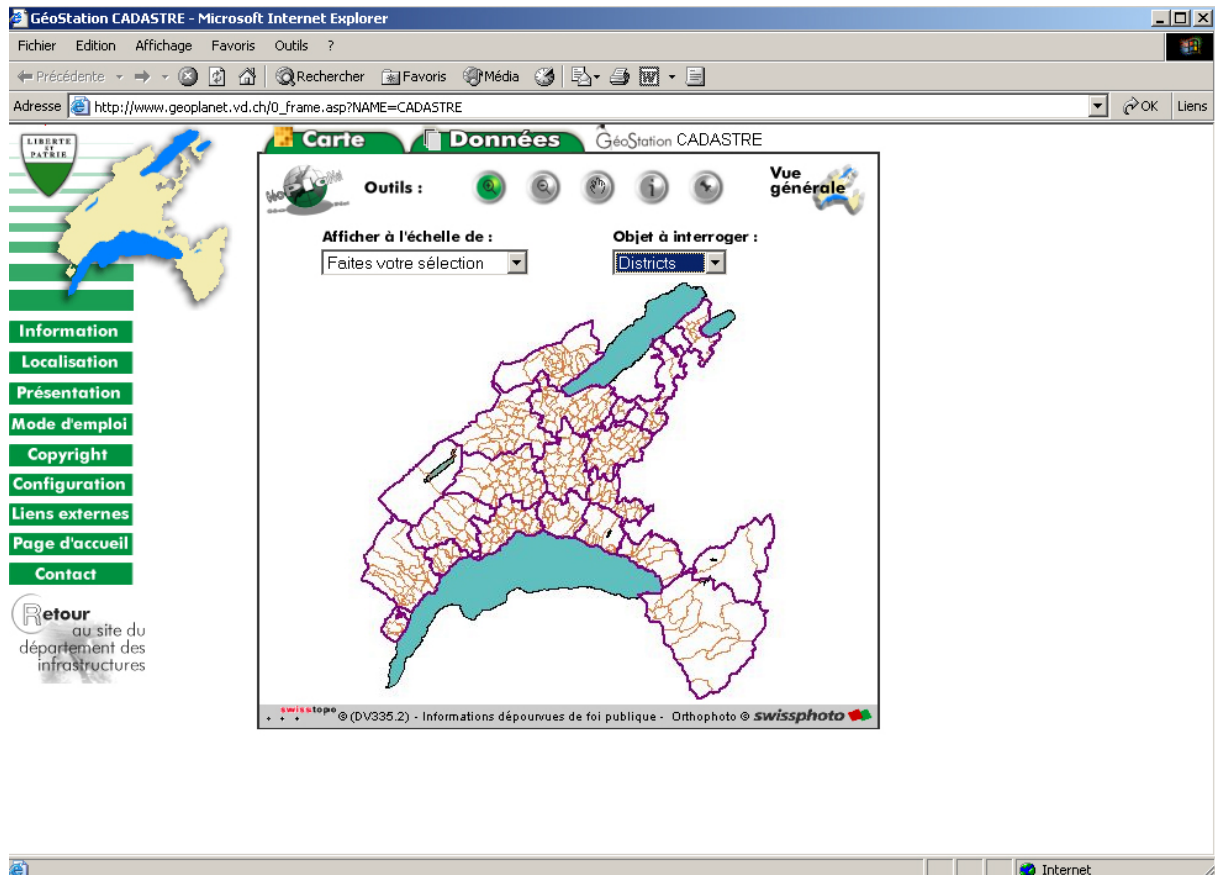 GéoStation CADASTRE - Microsoft Internet Explorer
Fichier Edition Affichage Favoris Outils ?
Précédente Rechercher Favoris Média
Adresse http://www.geoplanet.vd.ch/0_frame.asp?NAME=CADASTRE OK Liens
LIBERTE
ET
PATRIE
Carte Données GéoStation CADASTRE
Outils :
Vue
générale
Afficher à l'échelle de : Objet à interroger :
Faites votre sélection Districts
Information
Localisation
Présentation
Mode d'emploi
Copyright
Configuration
Liens externes
Page d'accueil
Contact
Retour
au site du
département des
infrastructures
swisstopo © (DV335.2) - Informations dépourvues de foi publique - Orthophoto © swissphoto
Internet